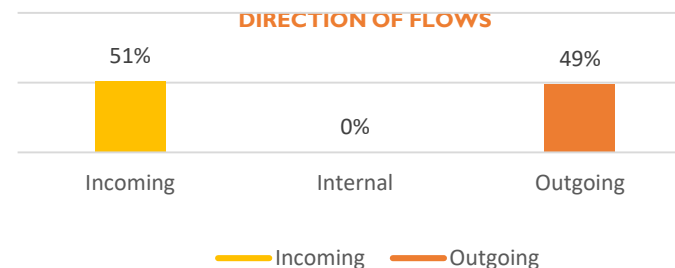 DIRECTION OF FLOWS
51%
0%
49%
Incoming
Internal
Outgoing
Incoming
Outgoing